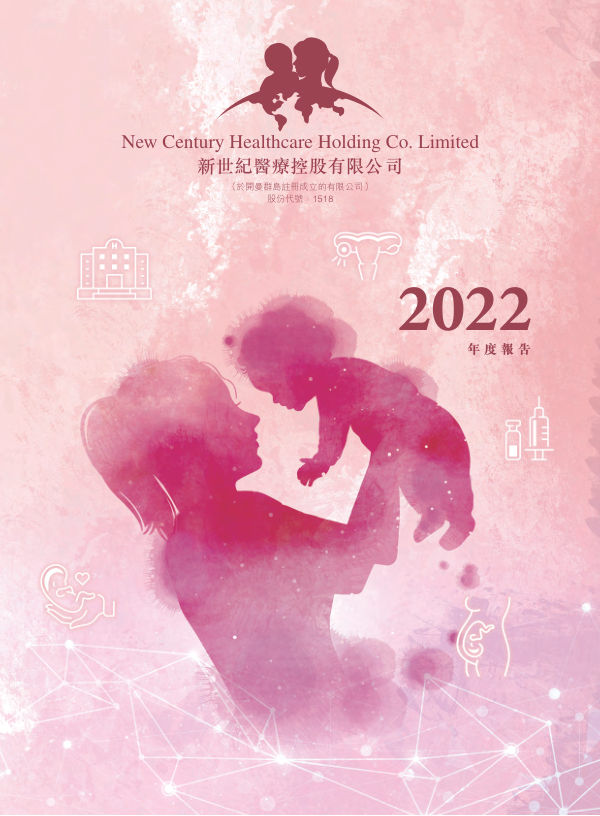 New Century Healthcare Holding Co. Limited
新世紀醫療控股有限公司
（於開曼群島註冊成立的有限公司）
股份代號：1518
H
2022
年度報告